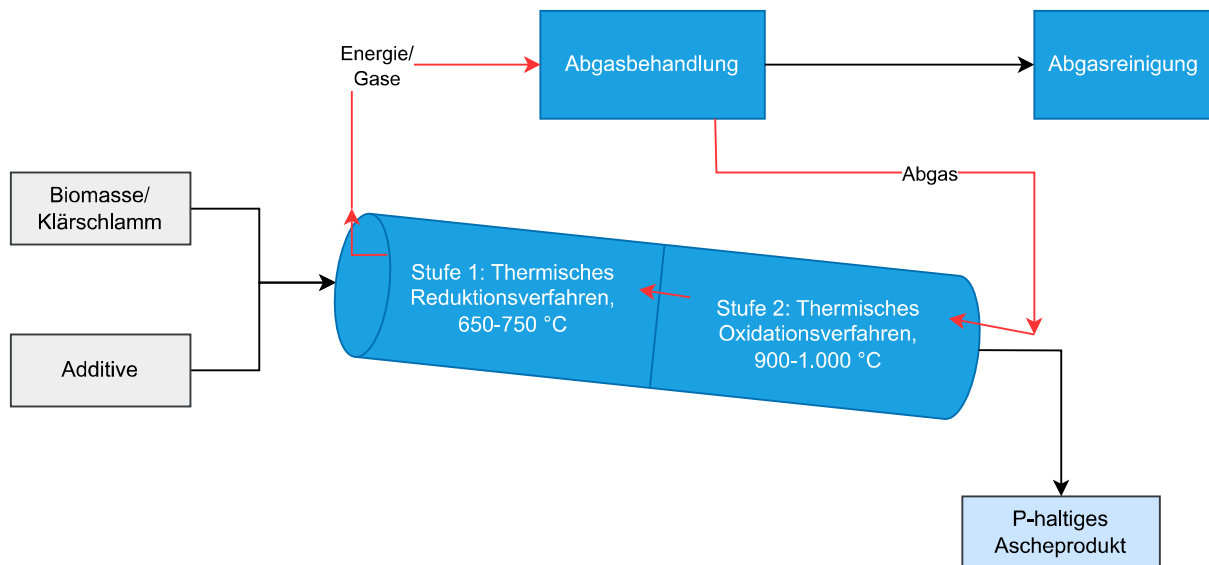 Energie/
Gase
Abgasbehandlung
Abgasreinigung
Abgas
Biomasse/
Klärschlamm
Additive
Stufe 1: Thermisches
Reduktionsverfahren,
650-750 °C
Stufe 2: Thermisches
Oxidationsverfahren,
900-1.000 °C
P-haltiges
Ascheprodukt